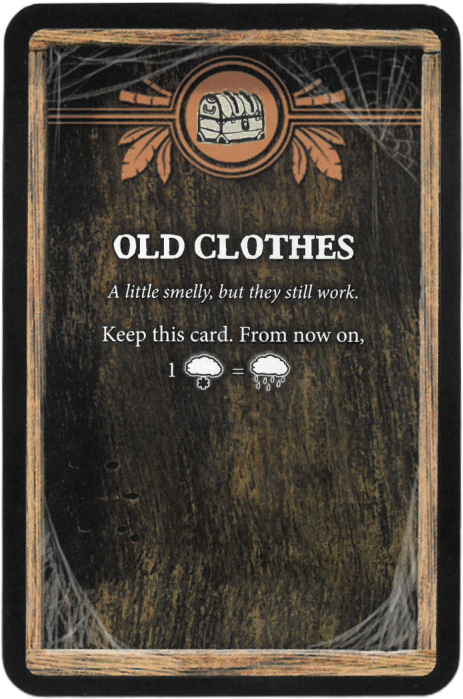 OLD CLOTHES
A little smelly, but they still work.
Keep this card. From now on,
1 =